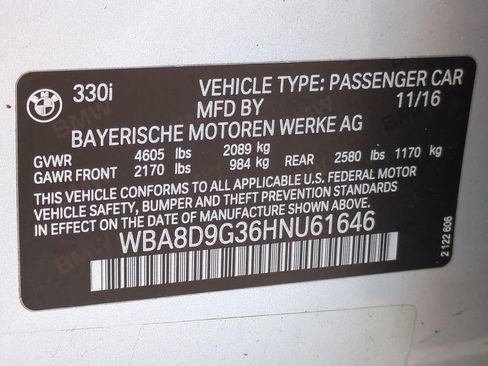 330i VEHICLE TYPE: PASSENGER CAR
MFD BY 11/16
BAYERISCHE MOTOREN WERKE AG
GVWR 4605 lbs 2089 kg
GAWR FRONT 2170 lbs 984 kg REAR 2580 lbs 1170 kg
THIS VEHICLE CONFORMS TO ALL APPLICABLE U.S. FEDERAL MOTOR
VEHICLE SAFETY, BUMPER AND THEFT PREVENTION STANDARDS
IN EFFECT ON THE DATE OF MANUFACTURE SHOWN ABOVE.
WBA8D9G36HNU61646
2 122 606